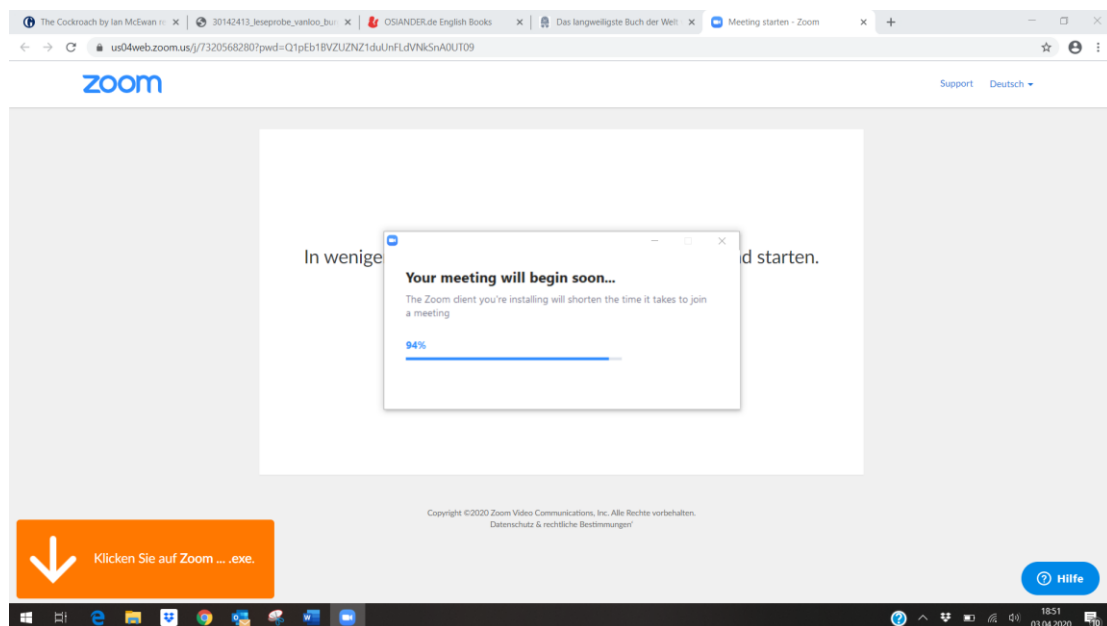 The Cockroach by Ian McEwan re
30142413_leseprobe_vanloo_bur
OSIANDER.de English Books
Das langweiligste Buch der Welt
Meeting starten - Zoom
us04web.zoom.us/j/7320568280?pwd=Q1pEb1BVZUZNZ1duUnFLdVNkSnA0UT09
zoom
Support Deutsch
In wenige
d starten.
Your meeting will begin soon...
The Zoom client you're installing will shorten the time it takes to join
a meeting
94%
Copyright ©2020 Zoom Video Communications, Inc. Alle Rechte vorbehalten.
Datenschutz & rechtliche Bestimmungen'
Klicken Sie auf Zoom ... .exe.
Hilfe
18:51
03.04.2020